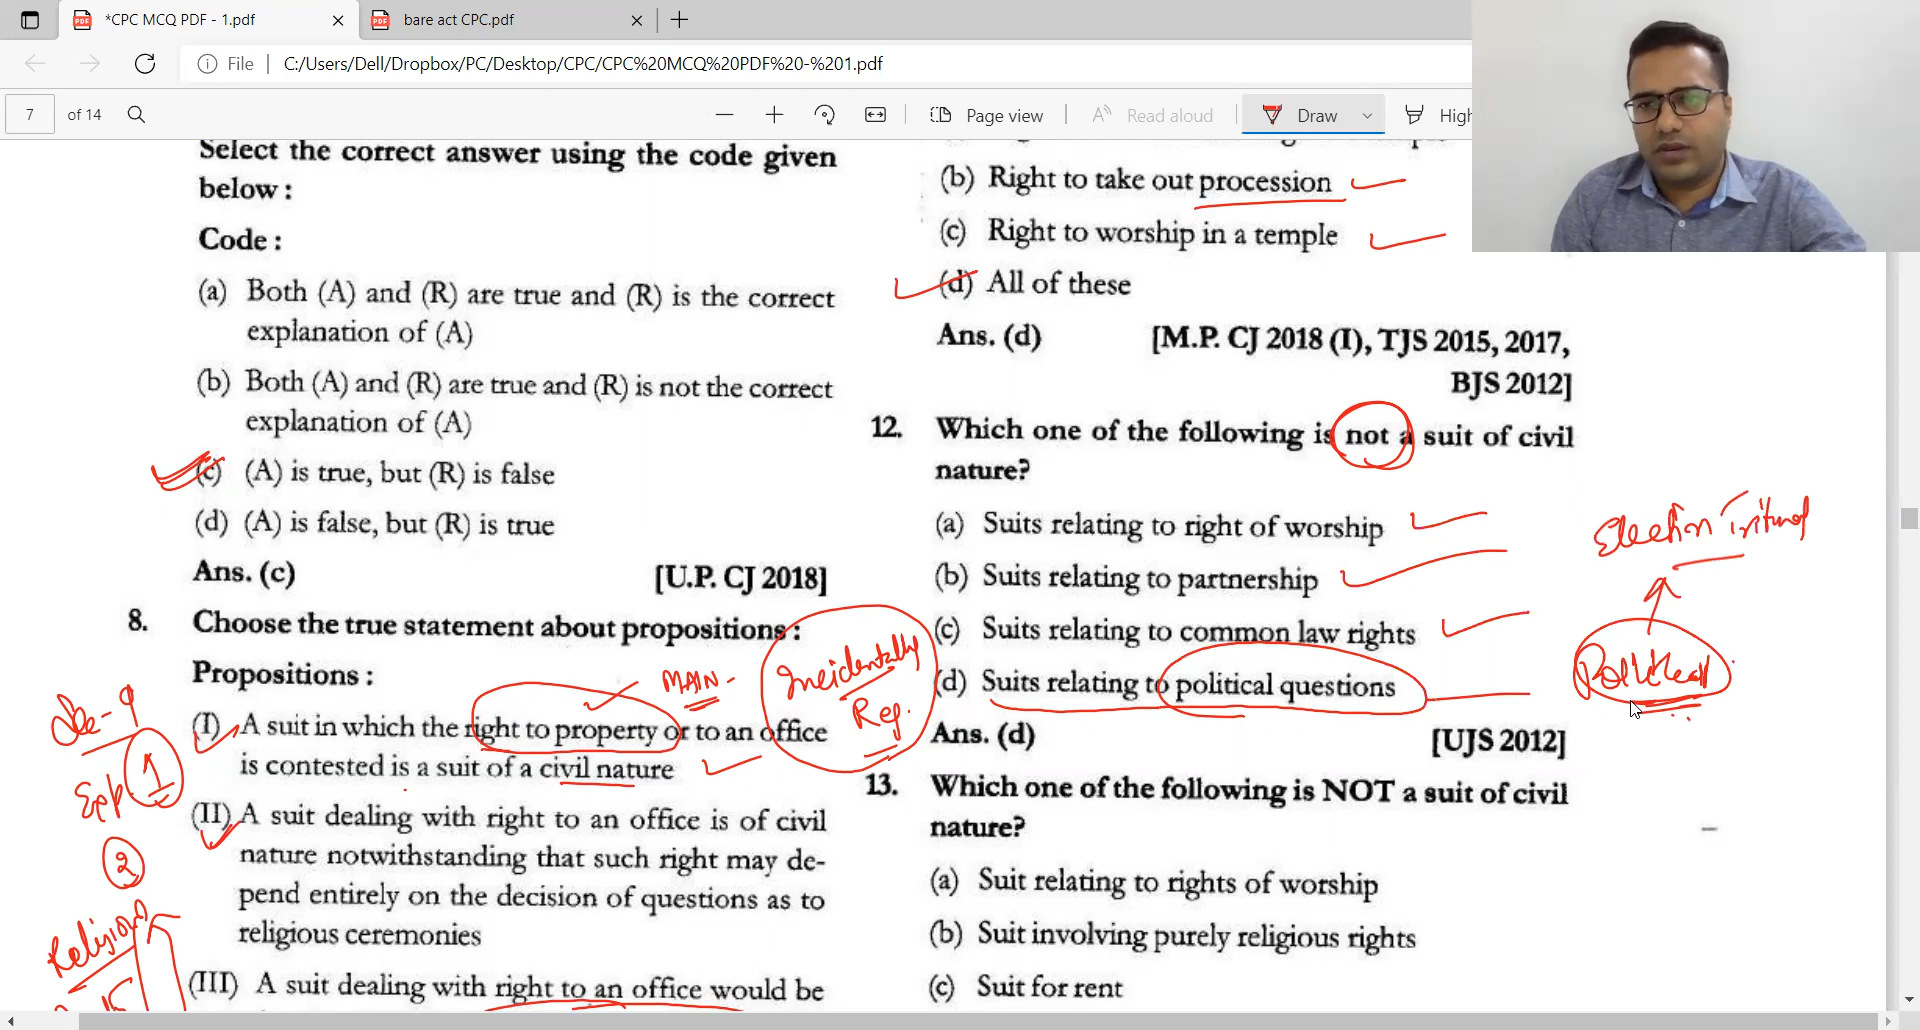 *CPC MCQ PDF - 1.pdf
bare act CPC.pdf
File
C:/Users/Dell/Dropbox/PC/Desktop/CPC/CPC%20MCQ%20PDF%20-%201.pdf
7 of 14
Page view
Read aloud
Draw
High
Select the correct answer using the code given
below :
Code :
(a) Both (A) and (R) are true and (R) is the correct
explanation of (A)
(b) Both (A) and (R) are true and (R) is not the correct
explanation of (A)
(c) (A) is true, but (R) is false
(d) (A) is false, but (R) is true
Ans. (c) [U.P. CJ 2018]
8. Choose the true statement about propositions :
Propositions :
MAIN -
(I) A suit in which the right to property or to an office
is contested is a suit of a civil nature
(II) A suit dealing with right to an office is of civil
nature notwithstanding that such right may de-
pend entirely on the decision of questions as to
religious ceremonies
(III) A suit dealing with right to an office would be
Sec-9
Exp 1
2
Religious
Incidentally
Reg.
(b) Right to take out procession
(c) Right to worship in a temple
(d) All of these
Ans. (d) [M.P. CJ 2018 (I), TJS 2015, 2017,
BJS 2012]
12. Which one of the following is not a suit of civil
nature?
(a) Suits relating to right of worship
(b) Suits relating to partnership
(c) Suits relating to common law rights
(d) Suits relating to political questions
Ans. (d) [UJS 2012]
Election Tribunal
Political
13. Which one of the following is NOT a suit of civil
nature?
(a) Suit relating to rights of worship
(b) Suit involving purely religious rights
(c) Suit for rent